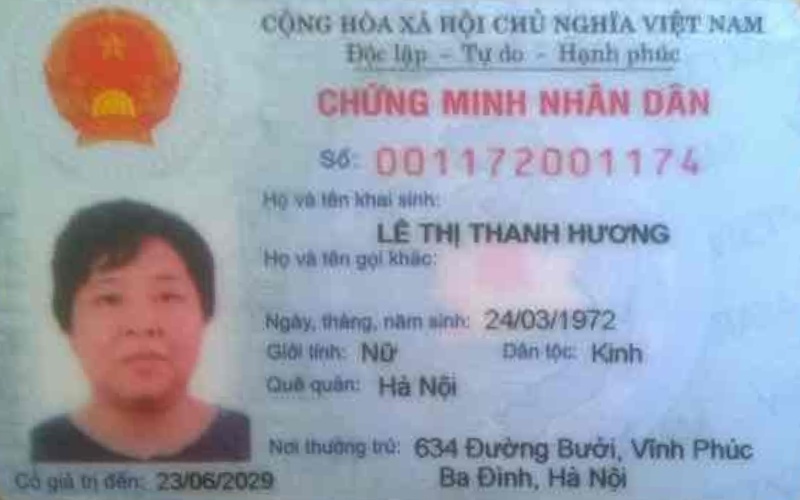 CỘNG HÒA XÃ HỘI CHỦ NGHĨA VIỆT NAM
Độc lập - Tự do - Hạnh phúc
CHỨNG MINH NHÂN DÂN
Số: 001172001174
Họ và tên khai sinh:
LÊ THỊ THANH HƯƠNG
Họ và tên gọi khác:
Ngày, tháng, năm sinh: 24/03/1972
Giới tính: Nữ Dân tộc: Kinh
Quê quán: Hà Nội
Nơi thường trú: 634 Đường Bưởi, Vĩnh Phúc
Ba Đình, Hà Nội
Có giá trị đến: 23/06/2029